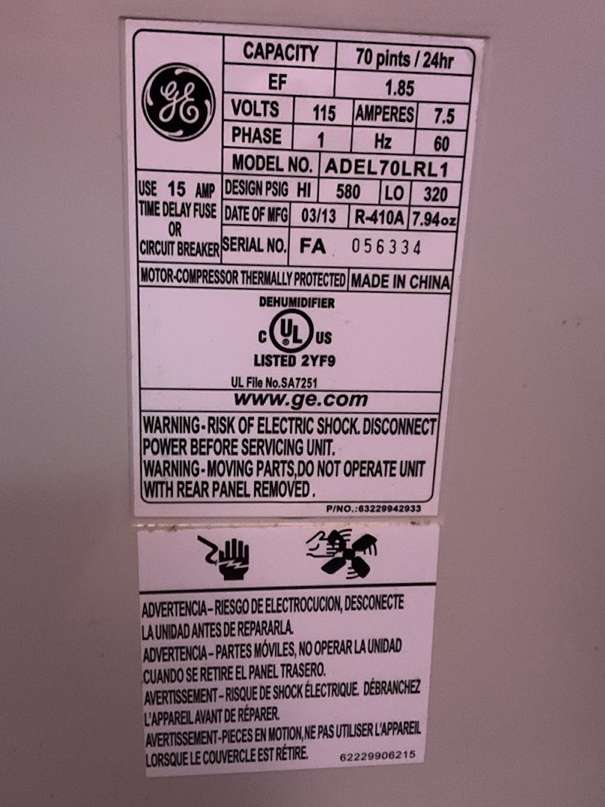 GE
CAPACITY 70 pints / 24hr
EF 1.85
VOLTS 115 AMPERES 7.5
PHASE 1 Hz 60
MODEL NO. ADEL70LRL1
USE 15 AMP
TIME DELAY FUSE
OR
CIRCUIT BREAKER
DESIGN PSIG HI 580 LO 320
DATE OF MFG 03/13 R-410A 7.94oz
SERIAL NO. FA 056334
MOTOR-COMPRESSOR THERMALLY PROTECTED MADE IN CHINA
DEHUMIDIFIER
C UL US
LISTED 2YF9
UL File No.SA7251
www.ge.com
WARNING-RISK OF ELECTRIC SHOCK. DISCONNECT
POWER BEFORE SERVICING UNIT.
WARNING-MOVING PARTS,DO NOT OPERATE UNIT
WITH REAR PANEL REMOVED.
P/NO.:63229942933
ADVERTENCIA-RIESGO DE ELECTROCUCION, DESCONECTE
LA UNIDAD ANTES DE REPARARLA.
ADVERTENCIA-PARTES MÓVILES, NO OPERAR LA UNIDAD
CUANDO SE RETIRE EL PANEL TRASERO.
AVERTISSEMENT-RISQUE DE SHOCK ÉLECTRIQUE. DÉBRANCHEZ
L'APPAREIL AVANT DE RÉPARER.
AVERTISSEMENT-PIECES EN MOTION,NE PAS UTILISER L'APPAREIL
LORSQUE LE COUVERCLE EST RÉTIRE.
62229906215